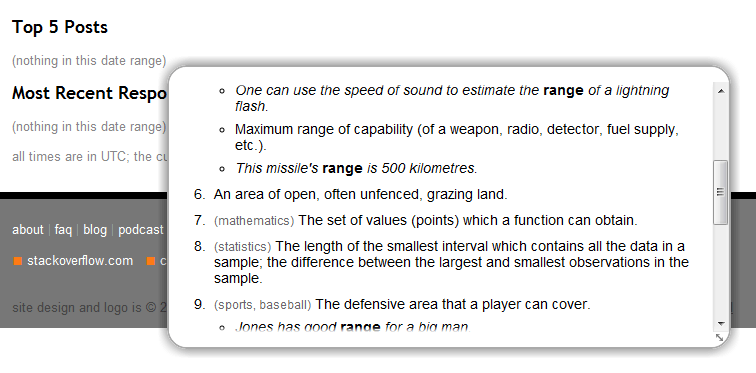 Top 5 Posts
(nothing in this date range)
Most Recent Respo
(nothing in this date range)
all times are in UTC; the cu
about | faq | blog | podcast
stackoverflow.com c
site design and logo is © 2
One can use the speed of sound to estimate the range of a lightning
flash.
Maximum range of capability (of a weapon, radio, detector, fuel supply,
etc.).
This missile's range is 500 kilometres.
6. An area of open, often unfenced, grazing land.
7. (mathematics) The set of values (points) which a function can obtain.
8. (statistics) The length of the smallest interval which contains all the data in a
sample; the difference between the largest and smallest observations in the
sample.
9. (sports, baseball) The defensive area that a player can cover.
Jones has good range for a big man